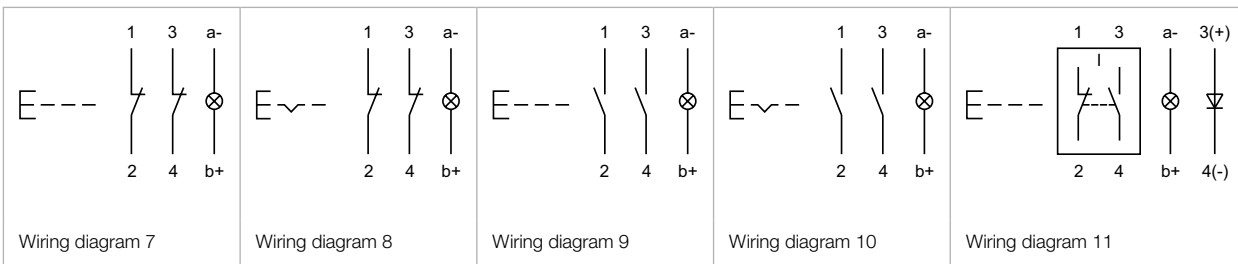 1 3 a-
2 4 b+
Wiring diagram 7
1 3 a-
2 4 b+
Wiring diagram 8
1 3 a-
2 4 b+
Wiring diagram 9
1 3 a-
2 4 b+
Wiring diagram 10
1 3 a- 3(+)
2 4 b+ 4(-)
Wiring diagram 11